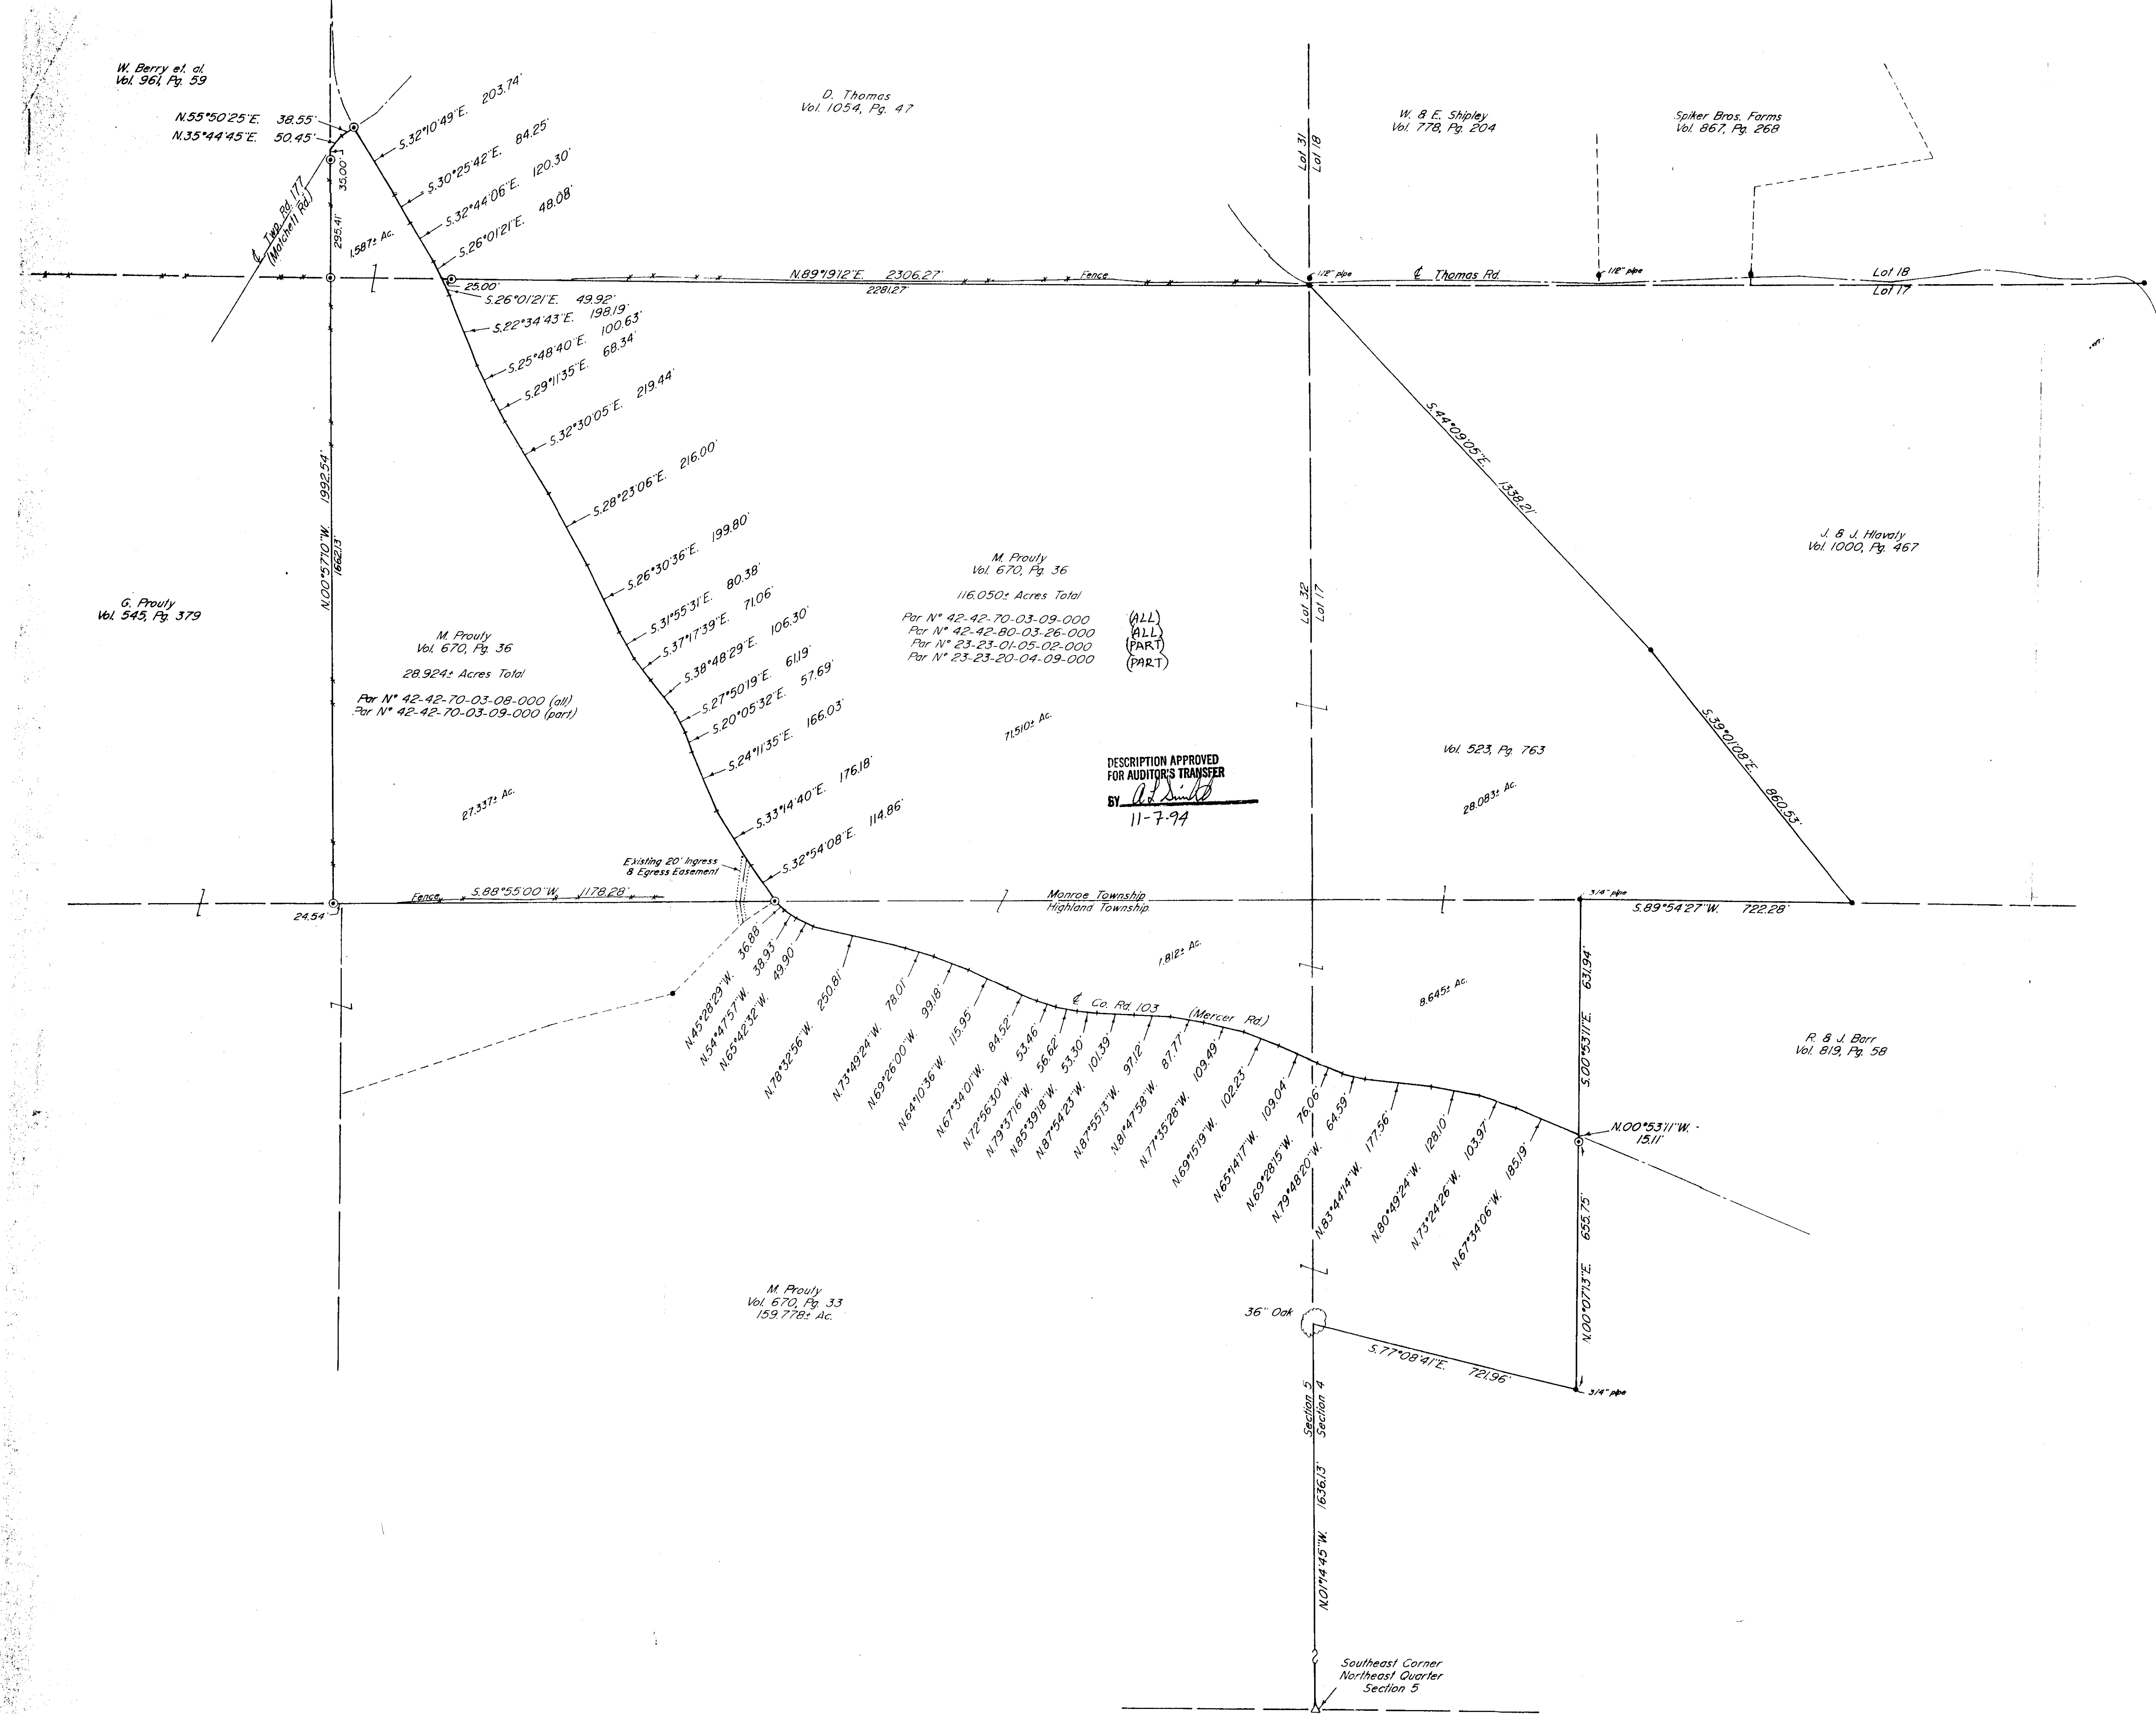 W. Berry et. al.
Vol. 961, Pg. 59
N.55°50'25"E. 38.55'
N.35°44'45"E. 50.45'
35.00'
295.41'
1.587± Ac.
℄ Twp. Rd. 177
(Matchell Rd.)
D. Thomas
Vol. 1054, Pg. 47
Lot 31
Lot 18
W. & E. Shipley
Vol. 778, Pg. 204
Spiker Bros. Farms
Vol. 867, Pg. 268
S.32°10'49"E. 203.74'
S.30°25'42"E. 84.25'
S.32°44'06"E. 120.30'
S.26°01'21"E. 48.08'
N.89°19'12"E. 2306.27'
Fence
2281.27'
25.00'
1/2" pipe
℄ Thomas Rd.
1/2" pipe
Lot 18
Lot 17
S.26°01'21"E. 49.92'
S.22°34'43"E. 198.19'
S.25°48'40"E. 100.63'
S.29°11'35"E. 68.34'
S.32°30'05"E. 219.44'
S.28°23'06"E. 216.00'
S.26°30'36"E. 199.80'
S.31°55'31"E. 80.38'
S.37°17'39"E. 71.06'
S.38°48'29"E. 106.30'
S.27°50'19"E. 61.19'
S.20°05'32"E. 57.69'
S.24°11'35"E. 166.03'
S.33°14'40"E. 176.18'
S.32°54'08"E. 114.86'
N.00°57'10"W. 1992.54'
1662.13'
G. Prouty
Vol. 545, Pg. 379
M. Prouty
Vol. 670, Pg. 36
28.924± Acres Total
Par N° 42-42-70-03-08-000 (all)
Par N° 42-42-70-03-09-000 (part)
27.337± Ac.
M. Prouty
Vol. 670, Pg. 36
116.050± Acres Total
Par N° 42-42-70-03-09-000 (ALL)
Par N° 42-42-80-03-26-000 (ALL)
Par N° 23-23-01-05-02-000 (PART)
Par N° 23-23-20-04-09-000 (PART)
71.510± Ac.
Lot 32
Lot 17
S.44°09'05"E. 1338.21'
J. & J. Hlavaty
Vol. 1000, Pg. 467
S.39°01'08"E. 860.53'
Vol. 523, Pg. 763
28.083± Ac.
DESCRIPTION APPROVED
FOR AUDITOR'S TRANSFER
BY
11-7-94
Existing 20' Ingress
& Egress Easement
Fence
S.88°55'00"W. 1178.28'
24.54'
Monroe Township
Highland Township
3/4" pipe
S.89°54'27"W. 722.28'
1.812± Ac.
8.645± Ac.
S.00°53'11"E. 631.94'
R. & J. Barr
Vol. 819, Pg. 58
℄ Co. Rd. 103 (Mercer Rd.)
N.45°28'29"W. 36.88'
N.54°47'57"W. 38.93'
N.65°42'32"W. 49.90'
N.78°32'56"W. 250.81'
N.73°49'24"W. 78.01'
N.69°26'00"W. 99.18'
N.64°10'36"W. 115.95'
N.67°34'01"W. 84.52'
N.72°56'30"W. 53.46'
N.79°37'16"W. 56.62'
N.85°39'18"W. 53.30'
N.87°54'23"W. 101.39'
N.87°55'13"W. 97.12'
N.81°47'58"W. 87.77'
N.77°35'28"W. 109.49'
N.69°15'19"W. 102.23'
N.65°14'17"W. 109.04'
N.69°28'15"W. 76.06'
N.79°48'20"W. 64.59'
N.83°44'14"W. 177.56'
N.80°49'24"W. 128.10'
N.73°24'26"W. 103.97'
N.67°34'06"W. 185.19'
N.00°53'11"W.
15.11'
N.00°07'13"E. 655.75'
M. Prouty
Vol. 670, Pg. 33
159.778± Ac.
36" Oak
S.77°08'41"E. 721.96'
3/4" pipe
Section 5
Section 4
N.01°14'45"W. 1636.13'
Southeast Corner
Northeast Quarter
Section 5